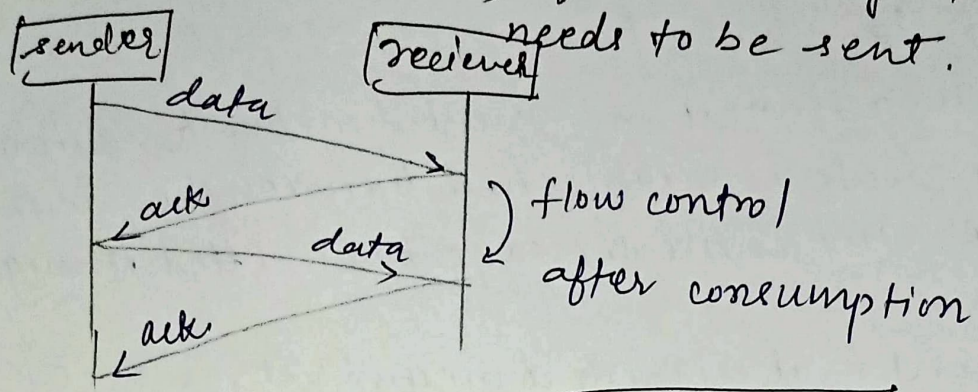 needs to be sent.
sender
reciever
data
ack
flow control
data
after consumption
ack